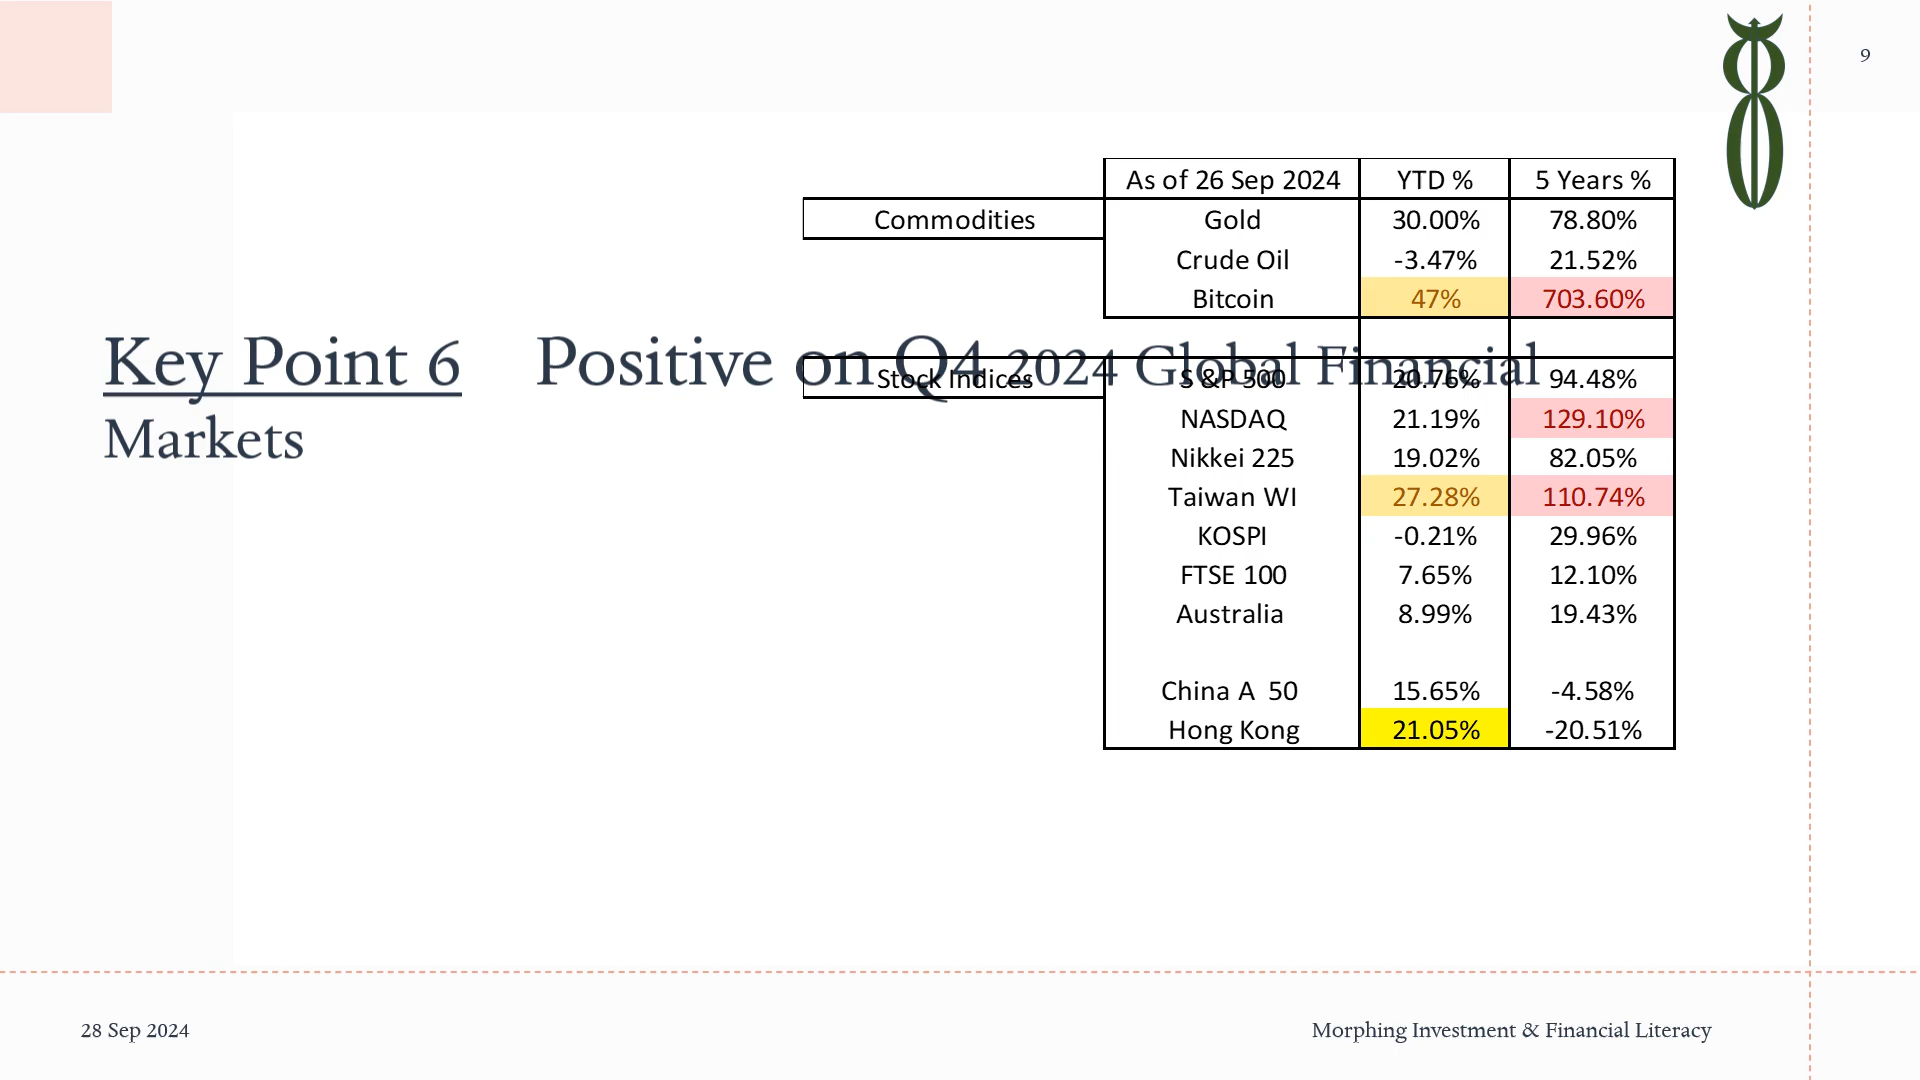 9
As of 26 Sep 2024 YTD % 5 Years %
Commodities Gold 30.00% 78.80%
Crude Oil -3.47% 21.52%
Bitcoin 47% 703.60%
Key Point 6 Positive on Q4 2024 Global Financial
Markets
Stock Indices S &P 500 20.76% 94.48%
NASDAQ 21.19% 129.10%
Nikkei 225 19.02% 82.05%
Taiwan WI 27.28% 110.74%
KOSPI -0.21% 29.96%
FTSE 100 7.65% 12.10%
Australia 8.99% 19.43%
China A 50 15.65% -4.58%
Hong Kong 21.05% -20.51%
28 Sep 2024
Morphing Investment & Financial Literacy